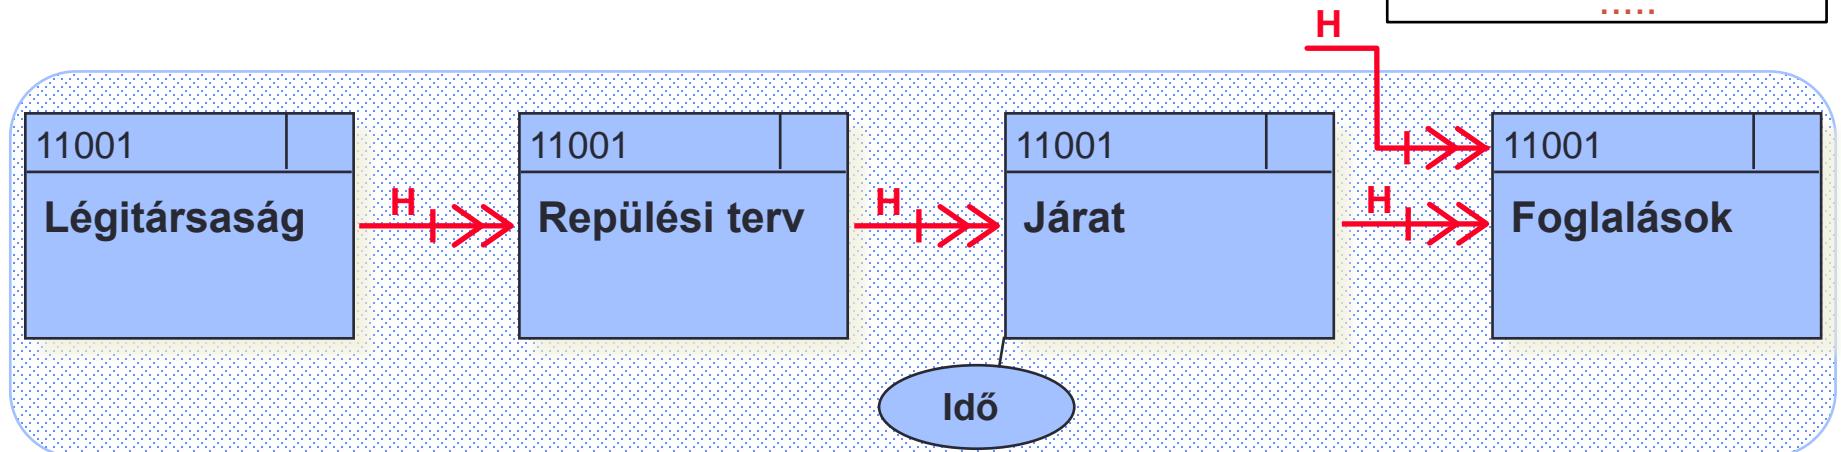 .....
H
11001
11001
11001
11001
Légitársaság
H
Repülési terv
H
Járat
H
Foglalások
Idő